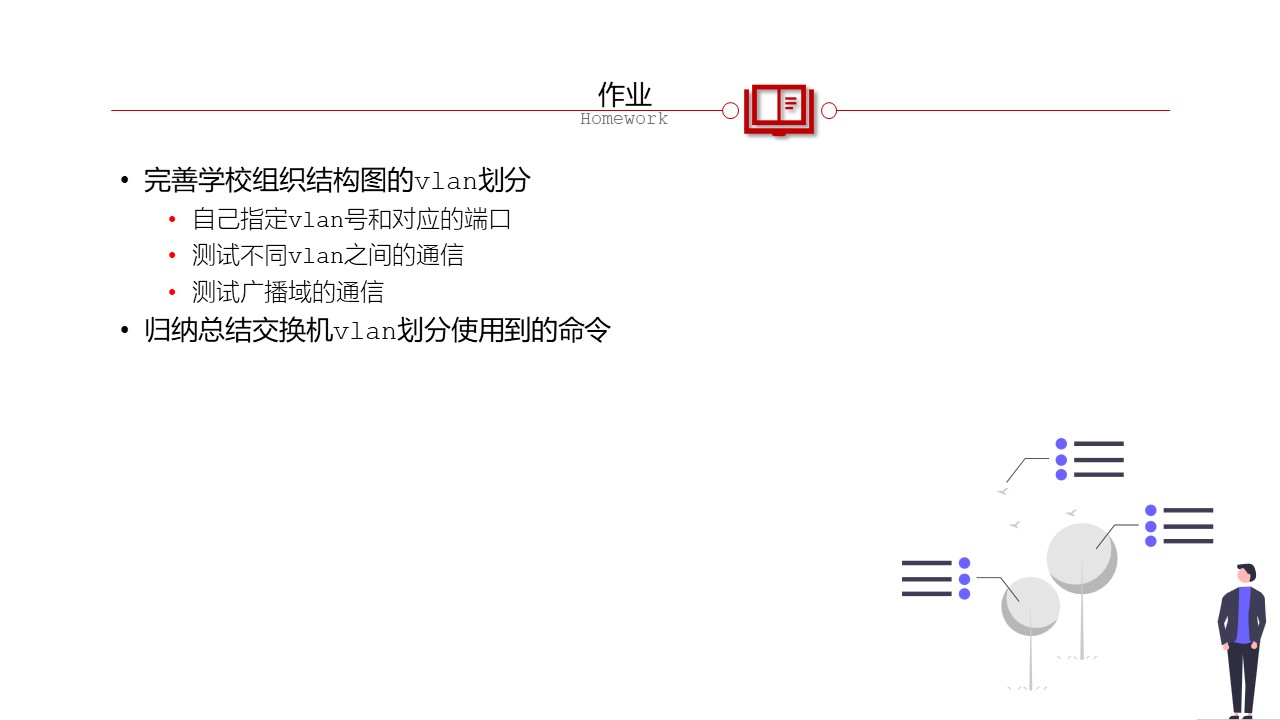 作业
Homework
• 完善学校组织结构图的vlan划分
• 自己指定vlan号和对应的端口
• 测试不同vlan之间的通信
• 测试广播域的通信
• 归纳总结交换机vlan划分使用到的命令